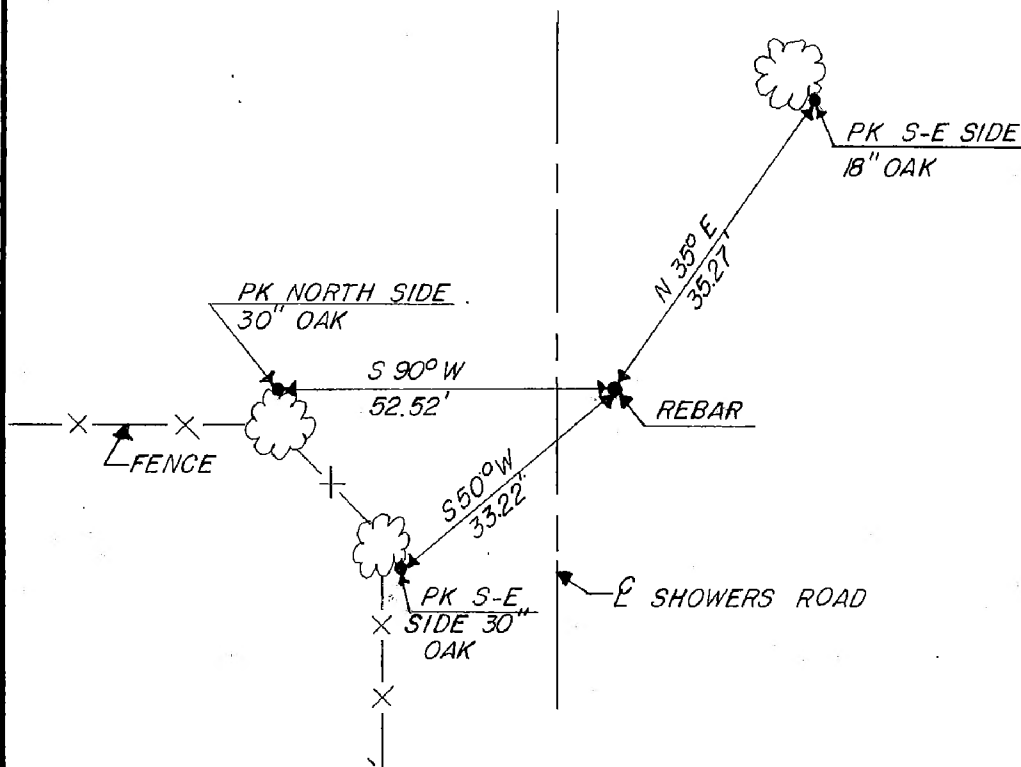 PK S-E SIDE
18" OAK
N 35° E
35.27'
PK NORTH SIDE
30" OAK
S 90° W
52.52'
REBAR
FENCE
S 50° W
33.22'
PK S-E
SIDE 30"
OAK
℄ SHOWERS ROAD